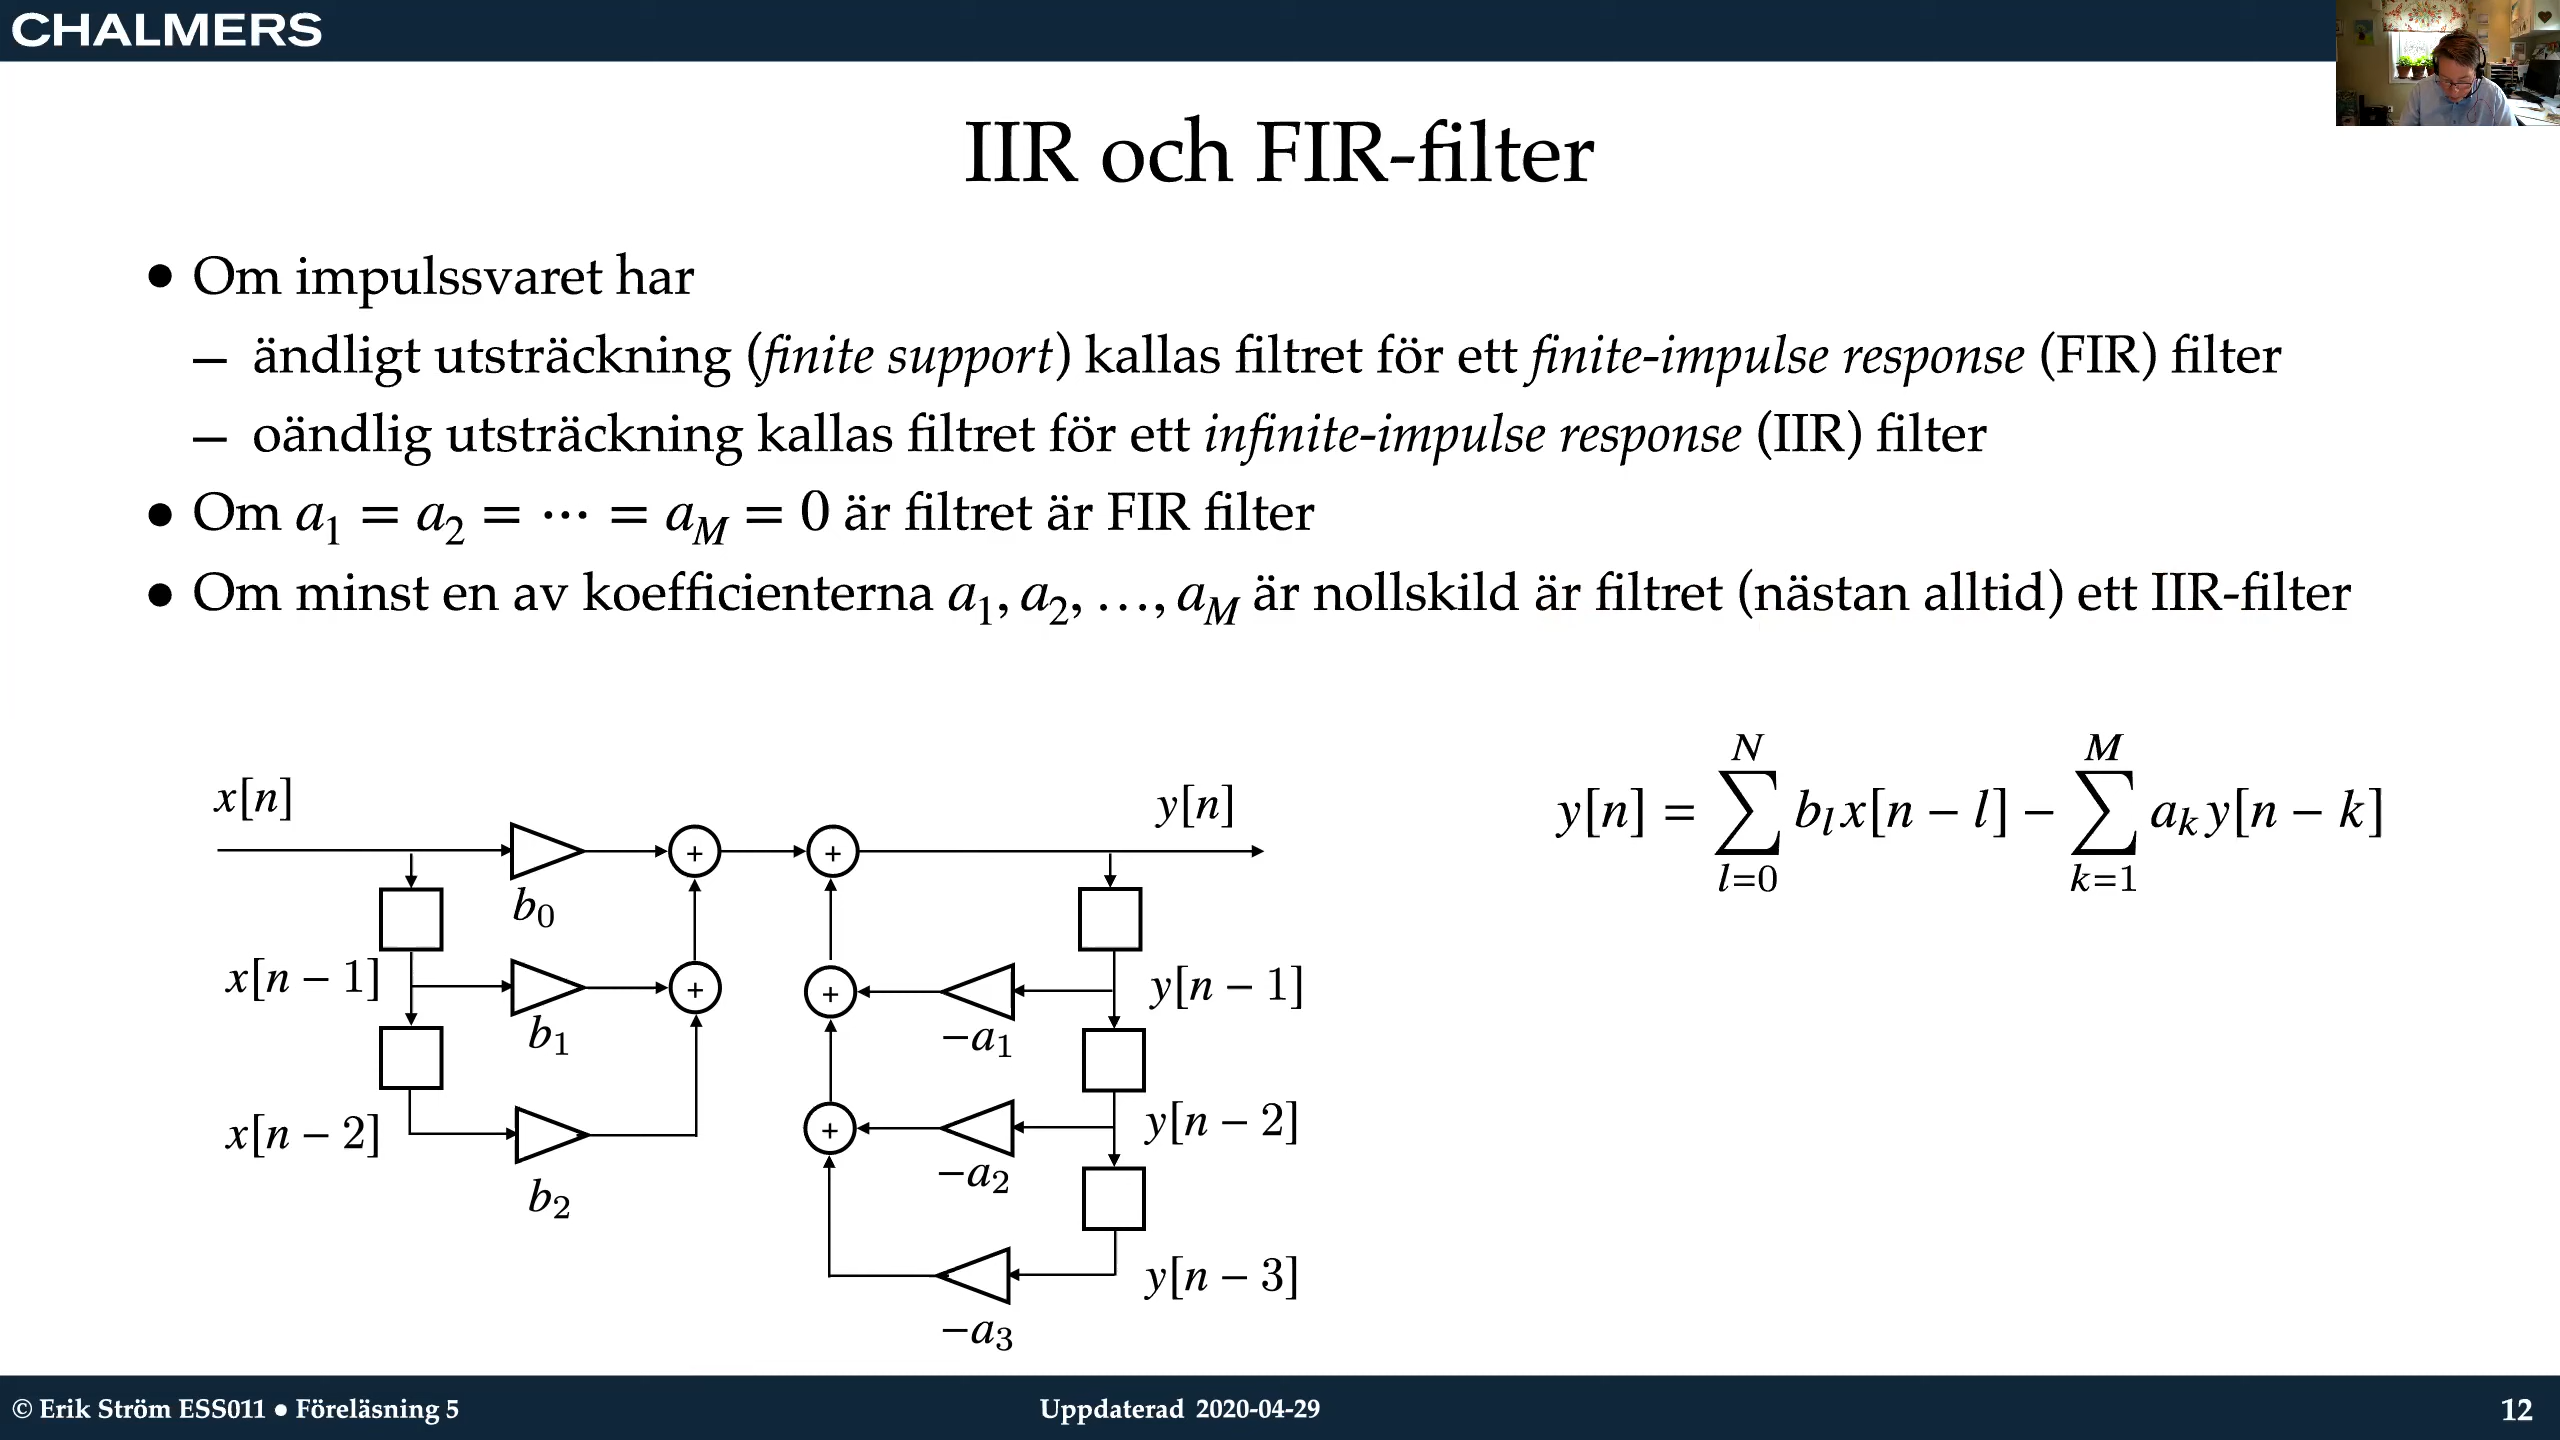 CHALMERS
IIR och FIR-filter
• Om impulssvaret har
– ändligt utsträckning (finite support) kallas filtret för ett finite-impulse response (FIR) filter
– oändlig utsträckning kallas filtret för ett infinite-impulse response (IIR) filter
• Om a₁ = a₂ = ⋯ = a_M = 0 är filtret är FIR filter
• Om minst en av koefficienterna a₁, a₂, …, a_M är nollskild är filtret (nästan alltid) ett IIR-filter
x[n]
y[n]
+
+
b₀
x[n − 1]
+
b₁
x[n − 2]
b₂
+
−a₁
y[n − 1]
+
−a₂
y[n − 2]
−a₃
y[n − 3]
y[n] = ∑_{l=0}^{N} b_l x[n − l] − ∑_{k=1}^{M} a_k y[n − k]
© Erik Ström ESS011 • Föreläsning 5
Uppdaterad 2020-04-29
12